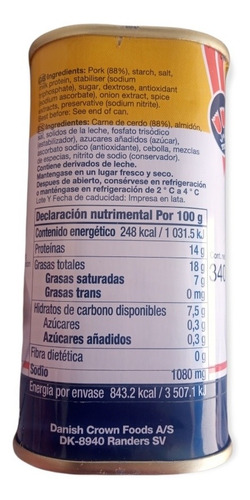 Ingredients: Pork (88%), starch, salt,
milk protein, stabiliser (sodium
triphosphate), sugar, dextrose, antioxidant
(sodium ascorbate), onion extract, spice
extracts, preservative (sodium nitrite).
Best before: See end of can.
Ingredientes: Carne de cerdo (88%), almidón,
sal, sólidos de la leche, fosfato trisódico
(estabilizador), azúcares añadidos (azúcar),
ascorbato sodico (antioxidante), cebolla, mezcla
de especias, nitrito de sodio (conservador).
Contiene derivados de leche.
Mantengase en un lugar fresco y seco.
Despues de abierto, consérvese en refrigeración
o manténgase en refrigeración de 2 ° C a 4 ° C
Lote Y Fecha de caducidad: Impresa en lata.
Declaración nutrimental Por 100 g
Contenido energético 248 kcal / 1 031.5 kJ
Proteínas 14 g
Grasas totales 18 g
Grasas saturadas 7 g
Grasas trans 0 mg
Hidratos de carbono disponibles 7,5 g
Azúcares 0,3 g
Azúcares añadidos 0,3 g
Fibra dietética 0 g
Sodio 1080 mg
Energía por envase 843.2 kcal / 3 507.1 kJ
Danish Crown Foods A/S
DK-8940 Randers SV
Cont.
340